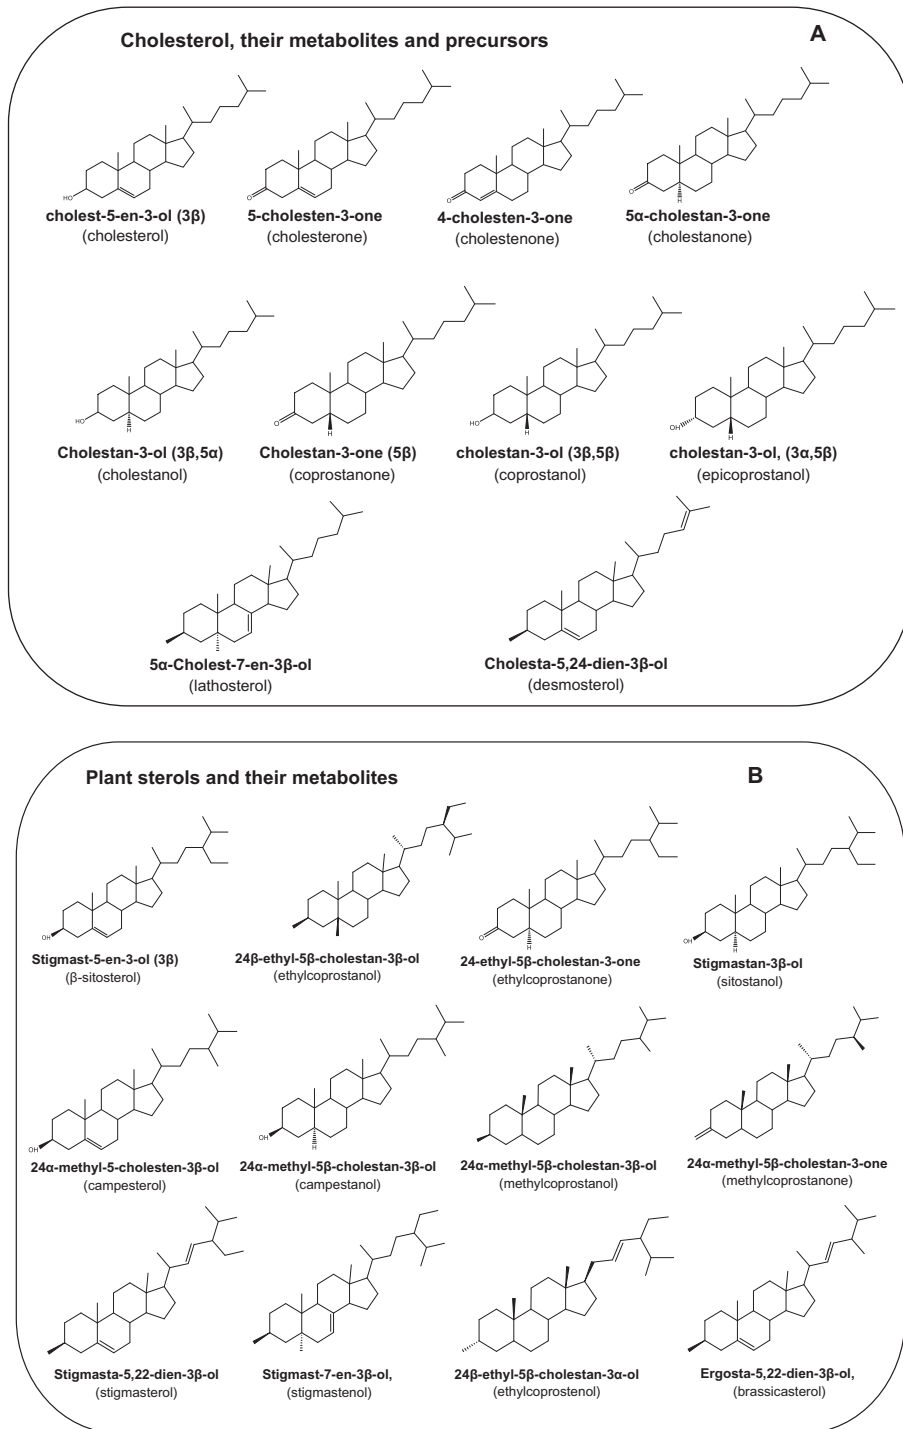 Cholesterol, their metabolites and precursors A
HO O O O H
cholest-5-en-3-ol (3β) 5-cholesten-3-one 4-cholesten-3-one 5α-cholestan-3-one
(cholesterol) (cholesterone) (cholestenone) (cholestanone)
HO H O H HO H OH H
Cholestan-3-ol (3β,5α) Cholestan-3-one (5β) cholestan-3-ol (3β,5β) cholestan-3-ol, (3α,5β)
(cholestanol) (coprostanone) (coprostanol) (epicoprostanol)
5α-Cholest-7-en-3β-ol Cholesta-5,24-dien-3β-ol
(lathosterol) (desmosterol)
Plant sterols and their metabolites B
HO O H HO H
Stigmast-5-en-3-ol (3β) 24β-ethyl-5β-cholestan-3β-ol 24-ethyl-5β-cholestan-3-one Stigmastan-3β-ol
(β-sitosterol) (ethylcoprostanol) (ethylcoprostanone) (sitostanol)
HO HO H
24α-methyl-5-cholesten-3β-ol 24α-methyl-5β-cholestan-3β-ol 24α-methyl-5β-cholestan-3β-ol 24α-methyl-5β-cholestan-3-one
(campesterol) (campestanol) (methylcoprostanol) (methylcoprostanone)
Stigmasta-5,22-dien-3β-ol Stigmast-7-en-3β-ol, 24β-ethyl-5β-cholestan-3α-ol Ergosta-5,22-dien-3β-ol,
(stigmasterol) (stigmastenol) (ethylcoprostenol) (brassicasterol)